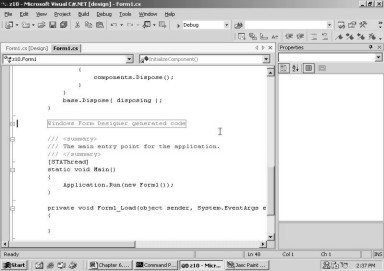 z10 - Microsoft Visual C#.NET [design] - Form1.cs
File Edit View Project Build Debug Tools Window Help
Debug
Form1.cs [Design] Form1.cs
Properties
z10.Form1
InitializeComponent()
{
components.Dispose();
}
}
base.Dispose( disposing );
}
Windows Form Designer generated code
/// <summary>
/// The main entry point for the application.
/// </summary>
[STAThread]
static void Main()
{
Application.Run(new Form1());
}
private void Form1_Load(object sender, System.EventArgs e
{
}
Ready
Ln 40
Col 1
Ch 1
Start
Chapter 6....
Command P...
z10 - Micr...
Jasc Paint ...
2:07 PM